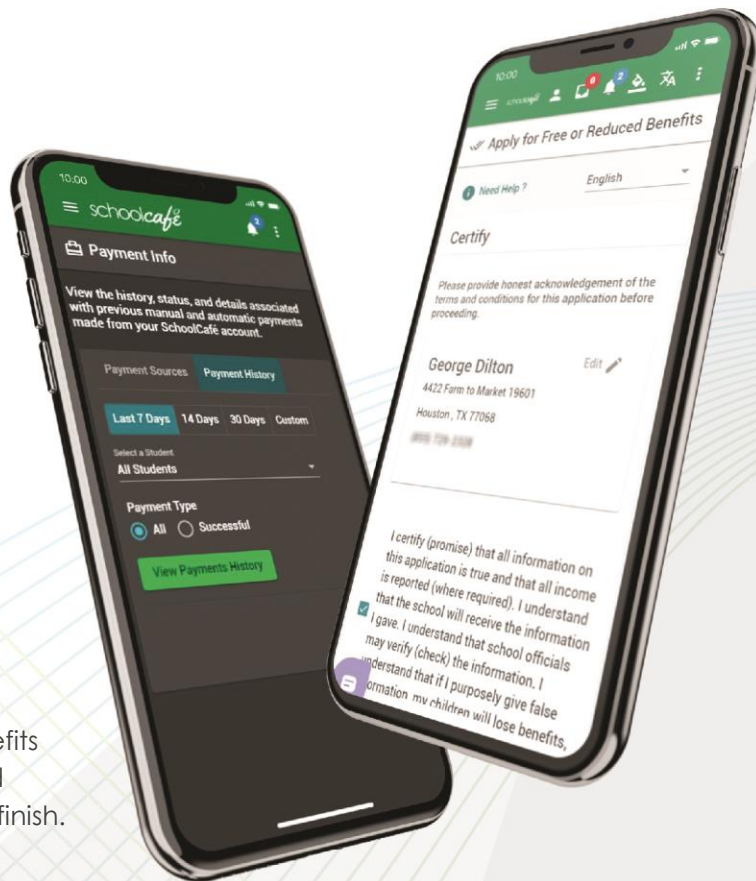 10:00
schoolcafé
2
Payment Info
View the history, status, and details associated
with previous manual and automatic payments
made from your SchoolCafé account.
Payment Sources Payment History
Last 7 Days 14 Days 30 Days Custom
Select a Student
All Students
Payment Type
All Successful
View Payments History
10:00
schoolcafé 6 2
Apply for Free or Reduced Benefits
Need Help ? English
Certify
Please provide honest acknowledgement of the
terms and conditions for this application before
proceeding.
George Dilton Edit
4422 Farm to Market 19601
Houston , TX 77068
I certify (promise) that all information on
this application is true and that all income
is reported (where required). I understand
that the school will receive the information
I gave. I understand that school officials
may verify (check) the information. I
understand that if I purposely give false
formation, my children will lose benefits,
efits
d
finish.